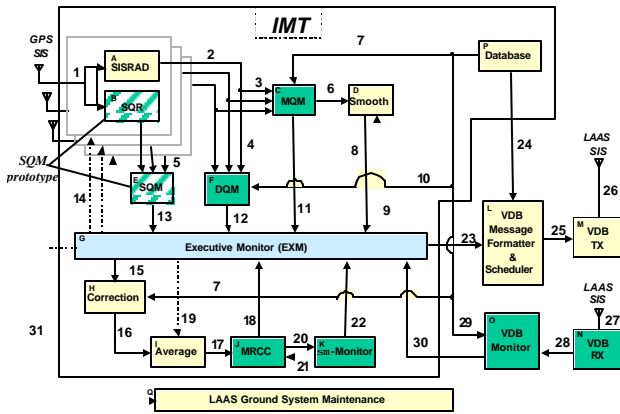 IMT
GPS
SIS
1
A
SISRAD
2
7
P
Database
B
SQR
3
C
MQM
6
D
Smooth
SQM
prototype
4
5
8
24
LAAS
SIS
E
SQM
F
DQM
10
26
14
13
12
11
9
L
VDB
Message
Formatter
&
Scheduler
25
M
VDB
TX
G
Executive Monitor (EXM)
23
15
H
Correction
7
LAAS
SIS
31
19
18
22
30
29
27
16
I
Average
17
J
MRCC
20
21
K
sm-Monitor
O
VDB
Monitor
28
N
VDB
RX
Q
LAAS Ground System Maintenance